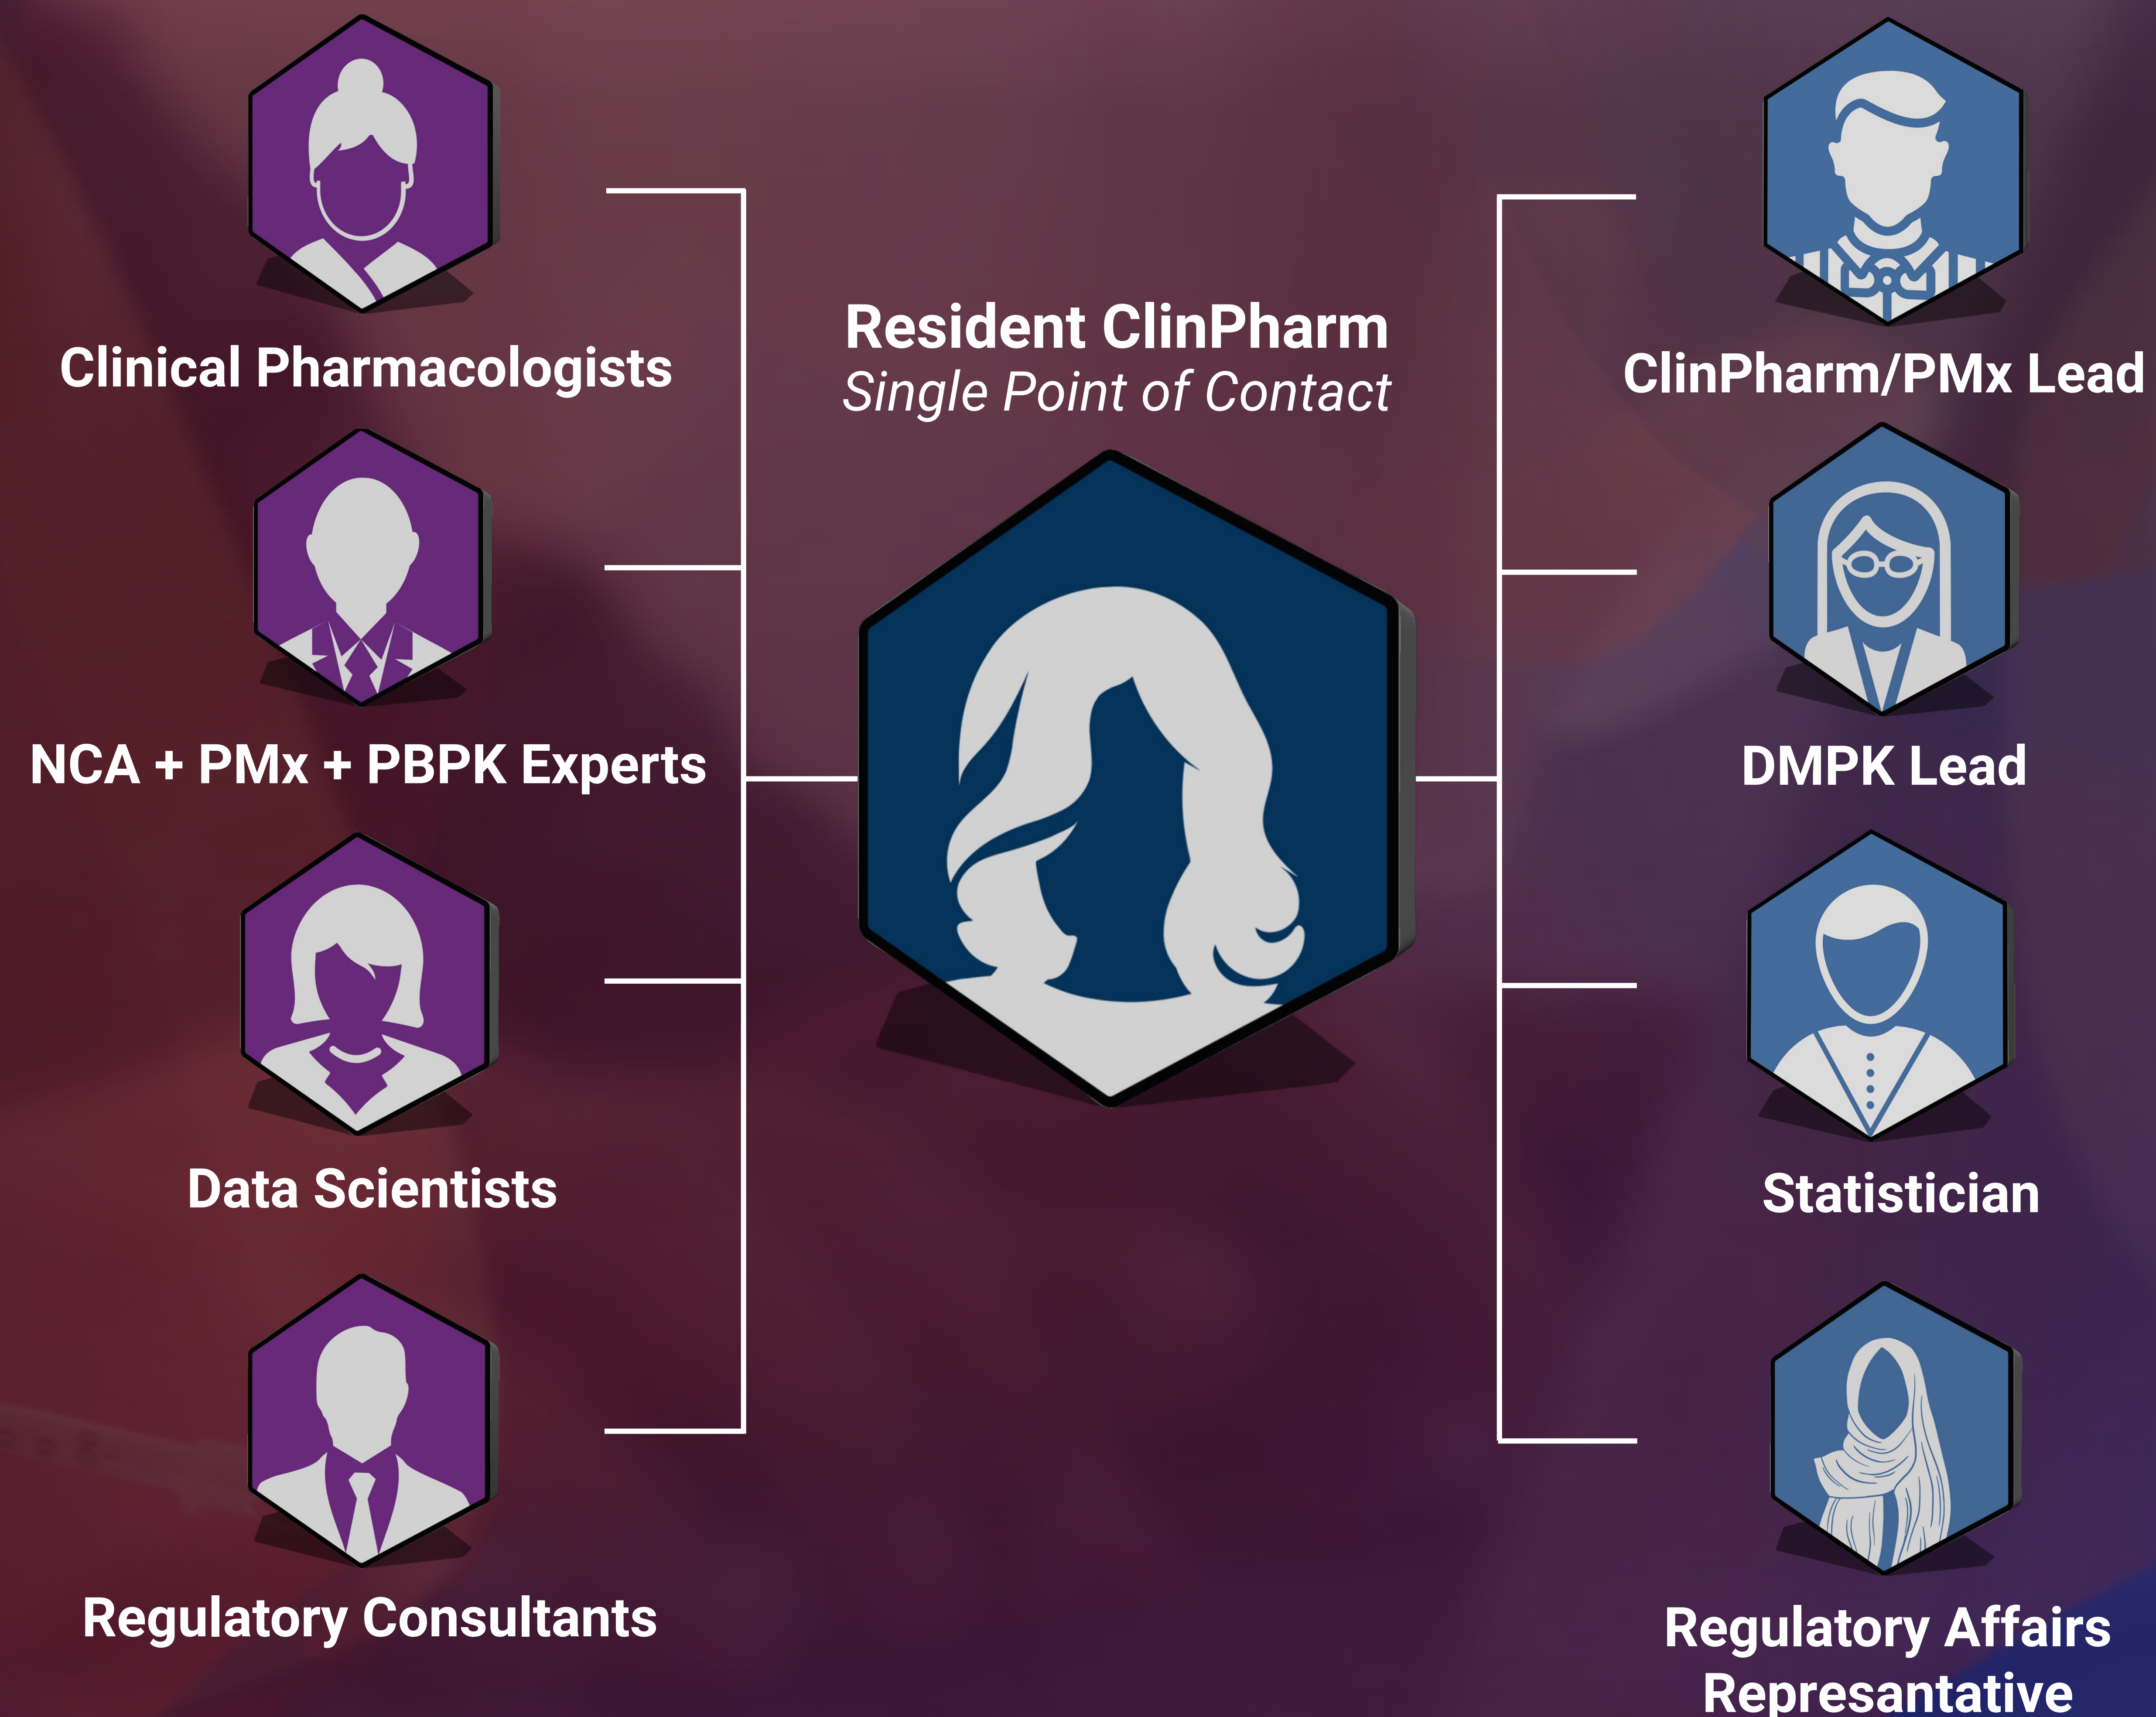 Clinical Pharmacologists
NCA + PMx + PBPK Experts
Data Scientists
Regulatory Consultants
Resident ClinPharm
Single Point of Contact
ClinPharm/PMx Lead
DMPK Lead
Statistician
Regulatory Affairs
Represantative